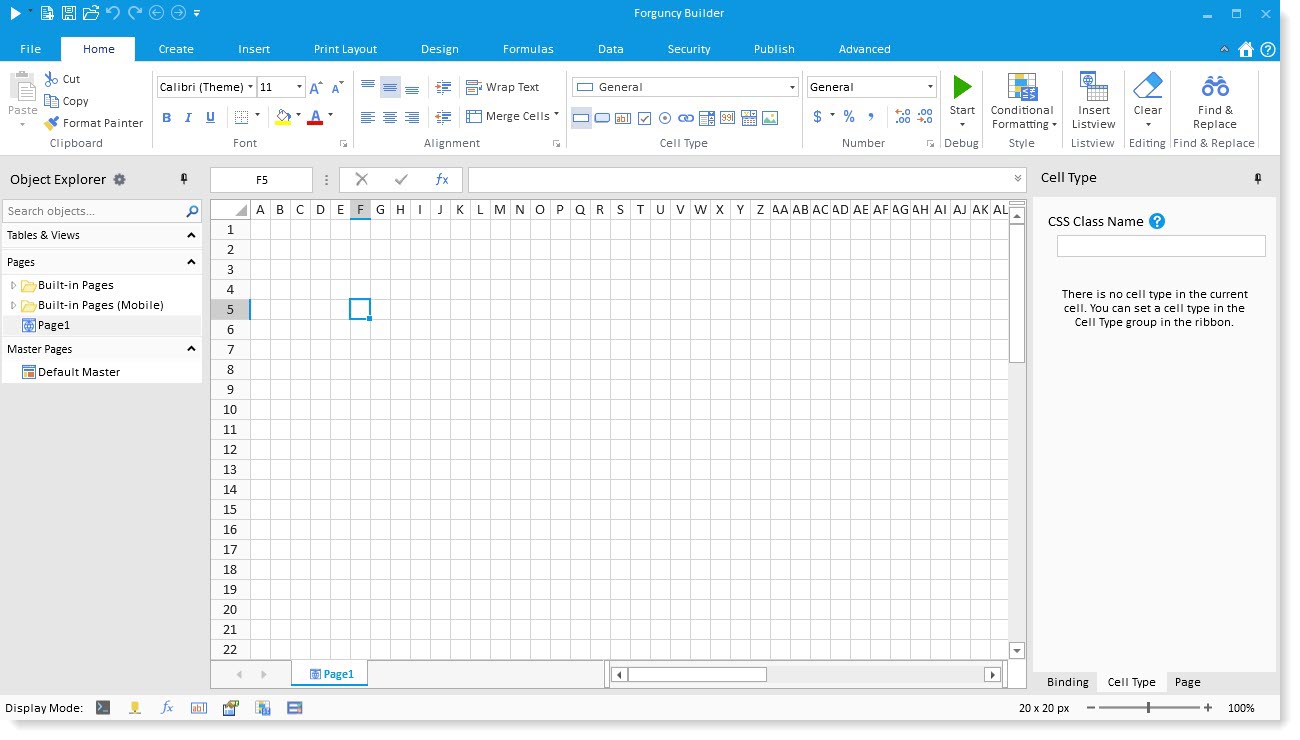 Forguncy Builder
File Home Create Insert Print Layout Design Formulas Data Security Publish Advanced
Paste
Cut
Copy
Format Painter
Clipboard
Calibri (Theme) 11
A A
B I U A
Font
Wrap Text
Merge Cells
Alignment
General
Cell Type
General
$ % ,
Number
Start
Debug
Conditional
Formatting
Style
Insert
Listview
Listview
Clear
Editing
Find &
Replace
Find & Replace
Object Explorer
Search objects...
Tables & Views
Pages
Built-in Pages
Built-in Pages (Mobile)
Page1
Master Pages
Default Master
F5 fx
A B C D E F G H I J K L M N O P Q R S T U V W X Y Z AA AB AC AD AE AF AG AH AI AJ AK AL
1
2
3
4
5
6
7
8
9
10
11
12
13
14
15
16
17
18
19
20
21
22
Page1
Cell Type
CSS Class Name ?
There is no cell type in the current
cell. You can set a cell type in the
Cell Type group in the ribbon.
Binding Cell Type Page
Display Mode: fx ab
20 x 20 px 100%